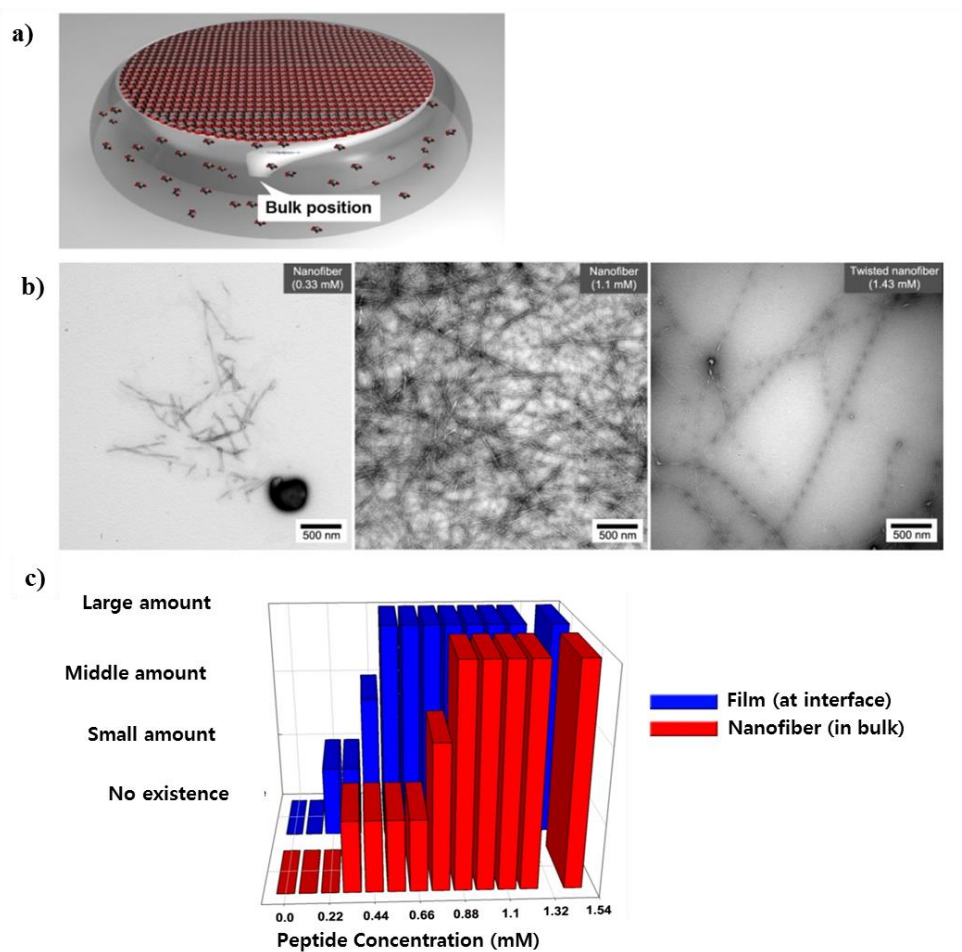 a)
Bulk position
b)
Nanofiber
(0.33 mM)
500 nm
Nanofiber
(1.1 mM)
500 nm
Twisted nanofiber
(1.43 mM)
500 nm
c)
Large amount
Middle amount
Small amount
No existence
Film (at interface)
Nanofiber (in bulk)
0.0 0.22 0.44 0.66 0.88 1.1 1.32 1.54
Peptide Concentration (mM)